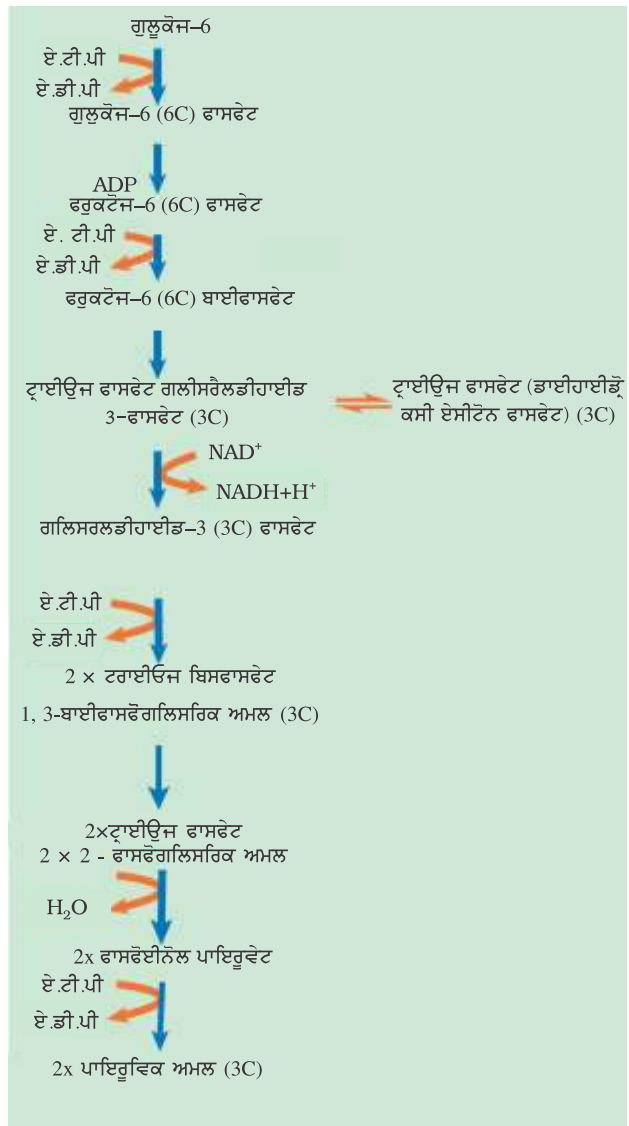 ਗੁਲੂਕੋਜ–6
ਏ.ਟੀ.ਪੀ
ਏ.ਡੀ.ਪੀ
ਗੁਲੂਕੋਜ–6 (6C) ਫਾਸਫੇਟ
ADP
ਫਰੁਕਟੋਜ–6 (6C) ਫਾਸਫੇਟ
ਏ. ਟੀ.ਪੀ
ਏ.ਡੀ.ਪੀ
ਫਰੁਕਟੋਜ–6 (6C) ਬਾਈਫਾਸਫੇਟ
ਟ੍ਰਾਈਉਜ ਫਾਸਫੇਟ ਗਲੀਸਰੈਲਡੀਹਾਈਡ
3-ਫਾਸਫੇਟ (3C)
ਟ੍ਰਾਈਉਜ ਫਾਸਫੇਟ (ਡਾਈਹਾਈਡ੍ਰੋ
ਕਸੀ ਏਸੀਟੋਨ ਫਾਸਫੇਟ) (3C)
NAD⁺
NADH+H⁺
ਗਲਿਸਰਲਡੀਹਾਈਡ–3 (3C) ਫਾਸਫੇਟ
ਏ.ਟੀ.ਪੀ
ਏ.ਡੀ.ਪੀ
2 × ਟਰਾਈਓਜ ਬਿਸਫਾਸਫੇਟ
1, 3-ਬਾਈਫਾਸਫੋਗਲਿਸਰਿਕ ਅਮਲ (3C)
2×ਟ੍ਰਾਈਉਜ ਫਾਸਫੇਟ
2 × 2 - ਫਾਸਫੋਗਲਿਸਰਿਕ ਅਮਲ
H₂O
2x ਫਾਸਫੋਈਨੋਲ ਪਾਇਰੂਵੇਟ
ਏ.ਟੀ.ਪੀ
ਏ.ਡੀ.ਪੀ
2x ਪਾਇਰੂਵਿਕ ਅਮਲ (3C)